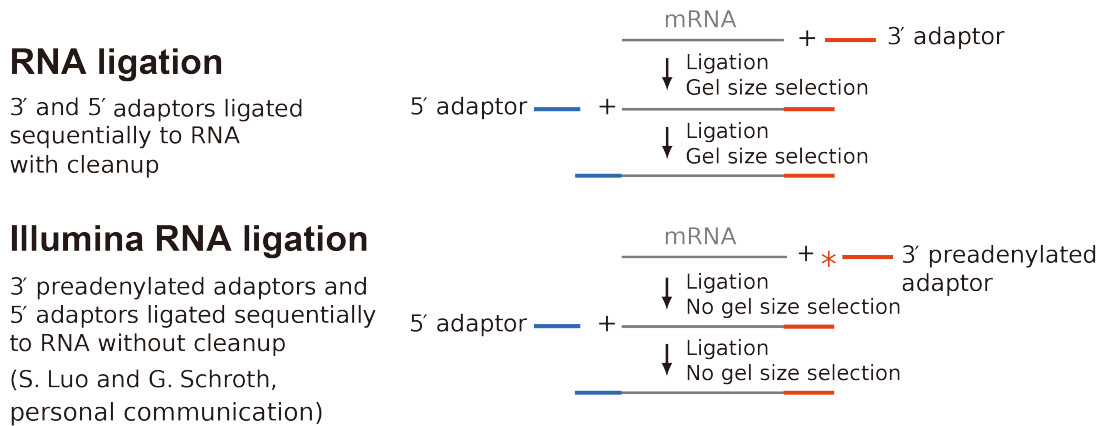 RNA ligation
3′ and 5′ adaptors ligated
sequentially to RNA
with cleanup
mRNA
+ 3′ adaptor
Ligation
Gel size selection
5′ adaptor +
Ligation
Gel size selection
Illumina RNA ligation
3′ preadenylated adaptors and
5′ adaptors ligated sequentially
to RNA without cleanup
(S. Luo and G. Schroth,
personal communication)
mRNA
+ * 3′ preadenylated
adaptor
Ligation
No gel size selection
5′ adaptor +
Ligation
No gel size selection